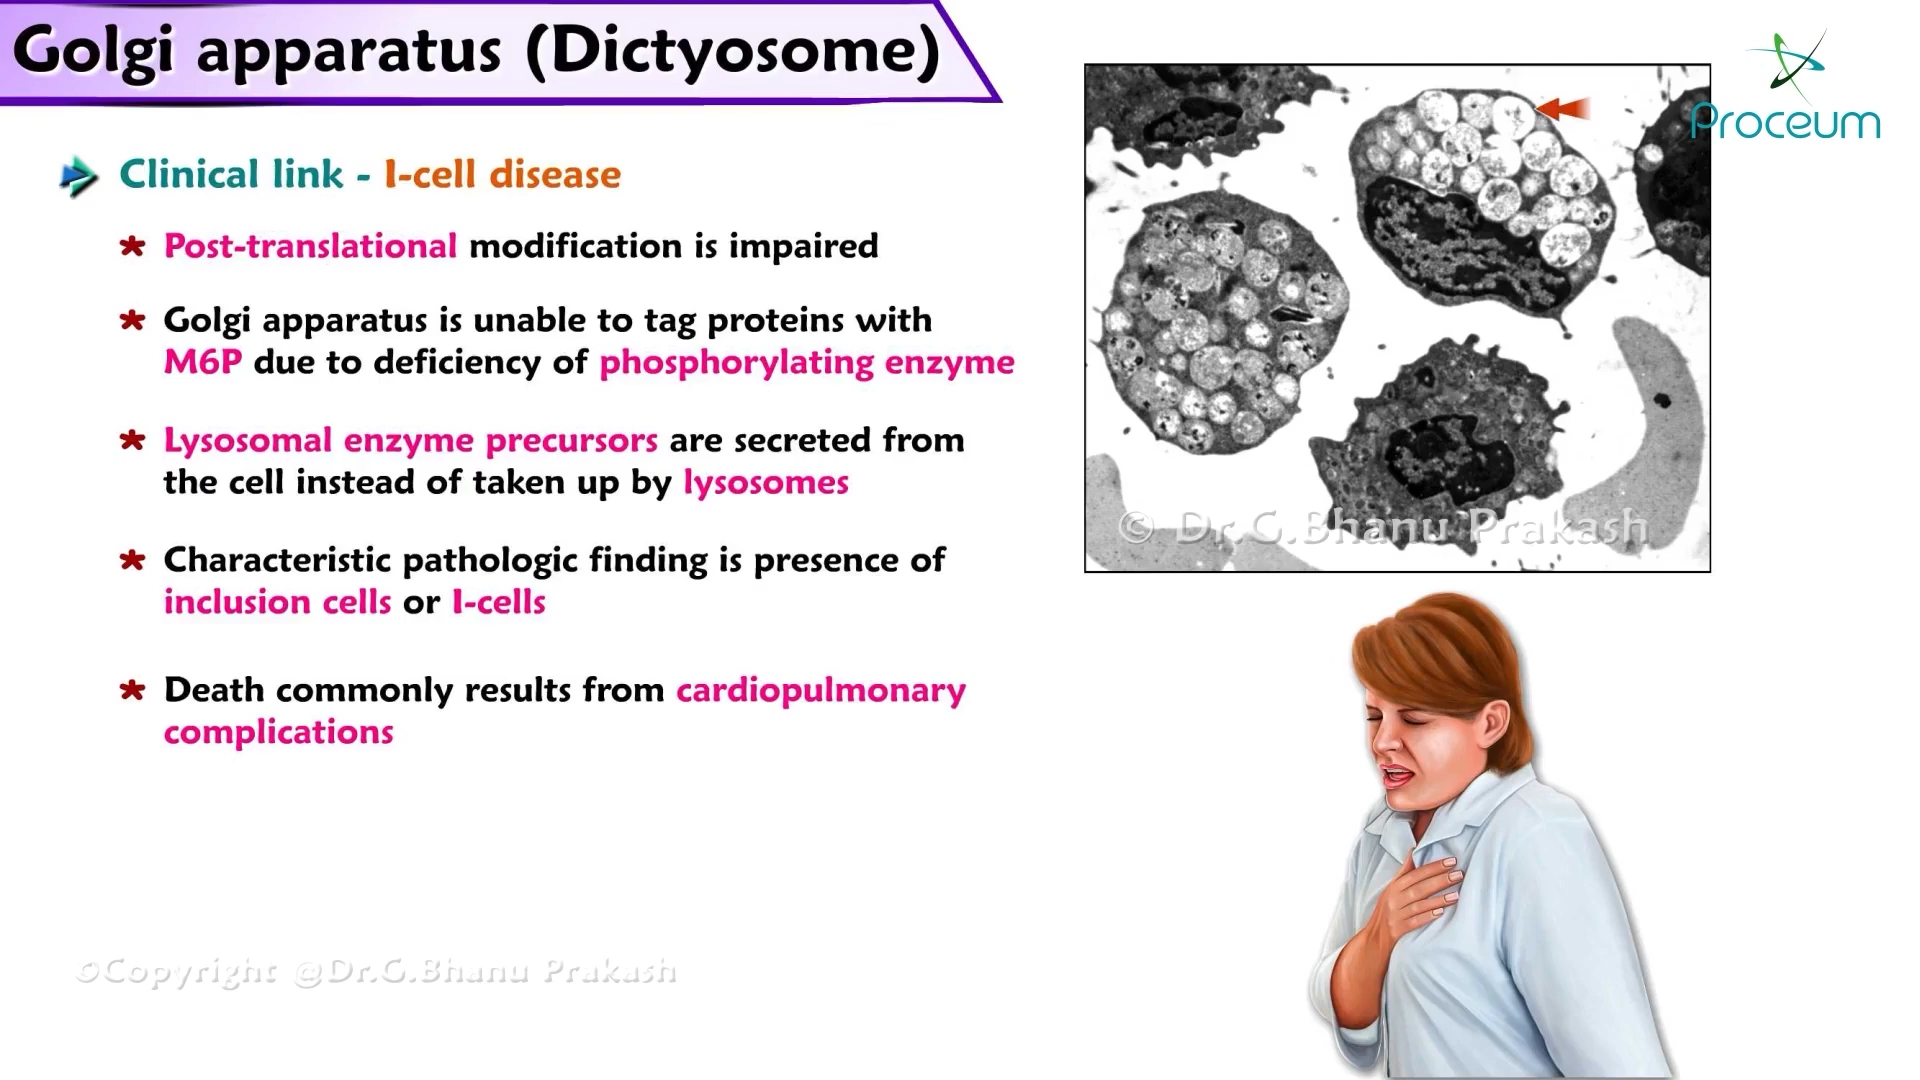 Golgi apparatus (Dictyosome)
Proceum
Clinical link - I-cell disease
Post-translational modification is impaired
Golgi apparatus is unable to tag proteins with
M6P due to deficiency of phosphorylating enzyme
Lysosomal enzyme precursors are secreted from
the cell instead of taken up by lysosomes
Characteristic pathologic finding is presence of
inclusion cells or I-cells
Death commonly results from cardiopulmonary
complications
© Dr.G.Bhanu Prakash
©Copyright @Dr.G.Bhanu Prakash